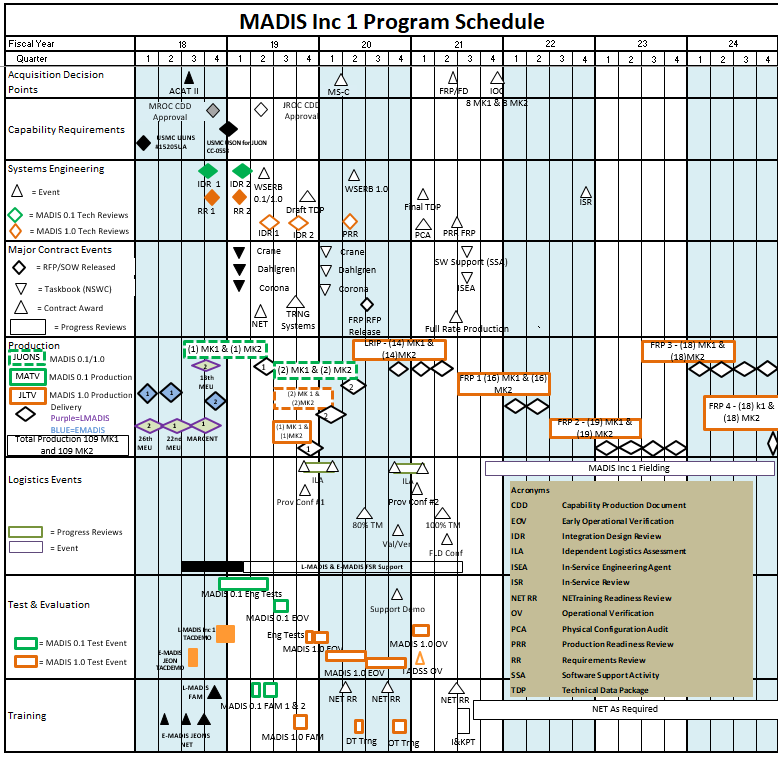 MADIS Inc 1 Program Schedule
Fiscal Year 18 19 20 21 22 23 24
Quarter 1 2 3 4 1 2 3 4 1 2 3 4 1 2 3 4 1 2 3 4 1 2 3 4 1 2 3 4
Acquisition Decision
Points
ACAT II
MS-C
FRP/FD
IOC
8 MK1 & 8 MK2
Capability Requirements
MROC CDD
Approval
JROC CDD
Approval
USMC UUNS
#15205UA
USMC USON for JUON
Systems Engineering
= Event
= MADIS 0.1 Tech Reviews
= MADIS 1.0 Tech Reviews
IDR 1
IDR 2
RR 1
RR 2
WSERB
0.1/1.0
Draft TDP
IDR 1
IDR 2
WSERB 1.0
PRR
Final TDP
PCA
PRR FRP
ISR
Major Contract Events
= RFP/SOW Released
= Taskbook (NSWC)
= Contract Award
= Progress Reviews
Crane
Dahlgren
Corona
NET
TRNG
Systems
Crane
Dahlgren
Corona
FRP RFP
Release
SW Support (SSA)
ISEA
Full Rate Production
Production
JUONS MADIS 0.1/1.0
MATV MADIS 0.1 Production
JLTV MADIS 1.0 Production
Delivery
Purple=LMADIS
BLUE=EMADIS
Total Production 109 MK1
and 109 MK2
(1) MK1 & (1) MK2
2
15th
MEU
1
1
2
2
1
2
26th
MEU
22nd
MEU
MARCENT
1
(2) MK1 & (2) MK2
(2) MK1 &
(2)MK2
(1) MK 1 &
(1)MK2
2
2
1
LRIP - (14) MK1 &
(14)MK2
FRP 1 (16) MK1 & (16)
MK2
FRP 2 - (19) MK1 &
(19) MK2
FRP 3 - (18) MK1 &
(18)MK2
FRP 4 - (18) k1 &
(18) MK2
Logistics Events
= Progress Reviews
= Event
ILA
Prov Conf #1
80% TM
Val/Ver
ILA
Prov Conf #2
100% TM
FLD Conf
L-MADIS & E-MADIS FSR Support
MADIS Inc 1 Fielding
Acronyms
CDD Capability Production Document
EOV Early Operational Verification
IDR Integration Design Review
ILA Idependent Logistics Assessment
ISEA In-Service Engineering Agent
ISR In-Service Review
NET RR NETraining Readiness Review
OV Operational Verification
PCA Physical Configuration Audit
PRR Production Readiness Review
RR Requirements Review
SSA Software Support Activity
TDP Technical Data Package
Test & Evaluation
= MADIS 0.1 Test Event
= MADIS 1.0 Test Event
MADIS 0.1 Eng Tests
MADIS 0.1 EOV
L-MADIS Inc 1
TACDEMO
E-MADIS
JEON
TACDEMO
Eng Tests
MADIS 1.0 EOV
MADIS 1.0 EOV
Support Demo
MADIS 1.0 OV
TADSS OV
Training
L-MADIS
FAM
E-MADIS JEONS
NET
MADIS 0.1 FAM 1 & 2
MADIS 1.0 FAM
NET RR
NET RR
DT Trng
OT Trng
NET RR
I&KPT
NET As Required